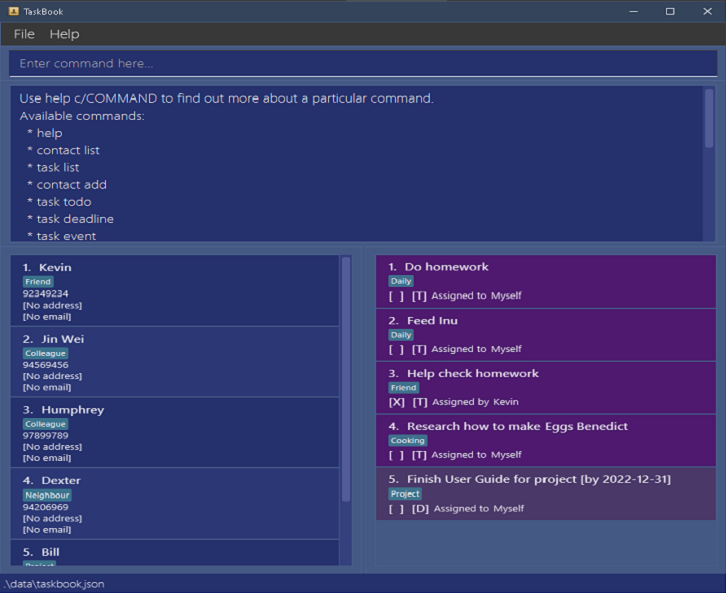 TaskBook
File Help
Enter command here...
Use help c/COMMAND to find out more about a particular command.
Available commands:
* help
* contact list
* task list
* contact add
* task todo
* task deadline
* task event
1. Kevin
Friend
92349234
[No address]
[No email]
2. Jin Wei
Colleague
94569456
[No address]
[No email]
3. Humphrey
Colleague
97899789
[No address]
[No email]
4. Dexter
Neighbour
94206969
[No address]
[No email]
5. Bill
Project
1. Do homework
Daily
[ ] [T] Assigned to Myself
2. Feed Inu
Daily
[ ] [T] Assigned to Myself
3. Help check homework
Friend
[X] [T] Assigned by Kevin
4. Research how to make Eggs Benedict
Cooking
[ ] [T] Assigned to Myself
5. Finish User Guide for project [by 2022-12-31]
Project
[ ] [D] Assigned to Myself
.\data\taskbook.json